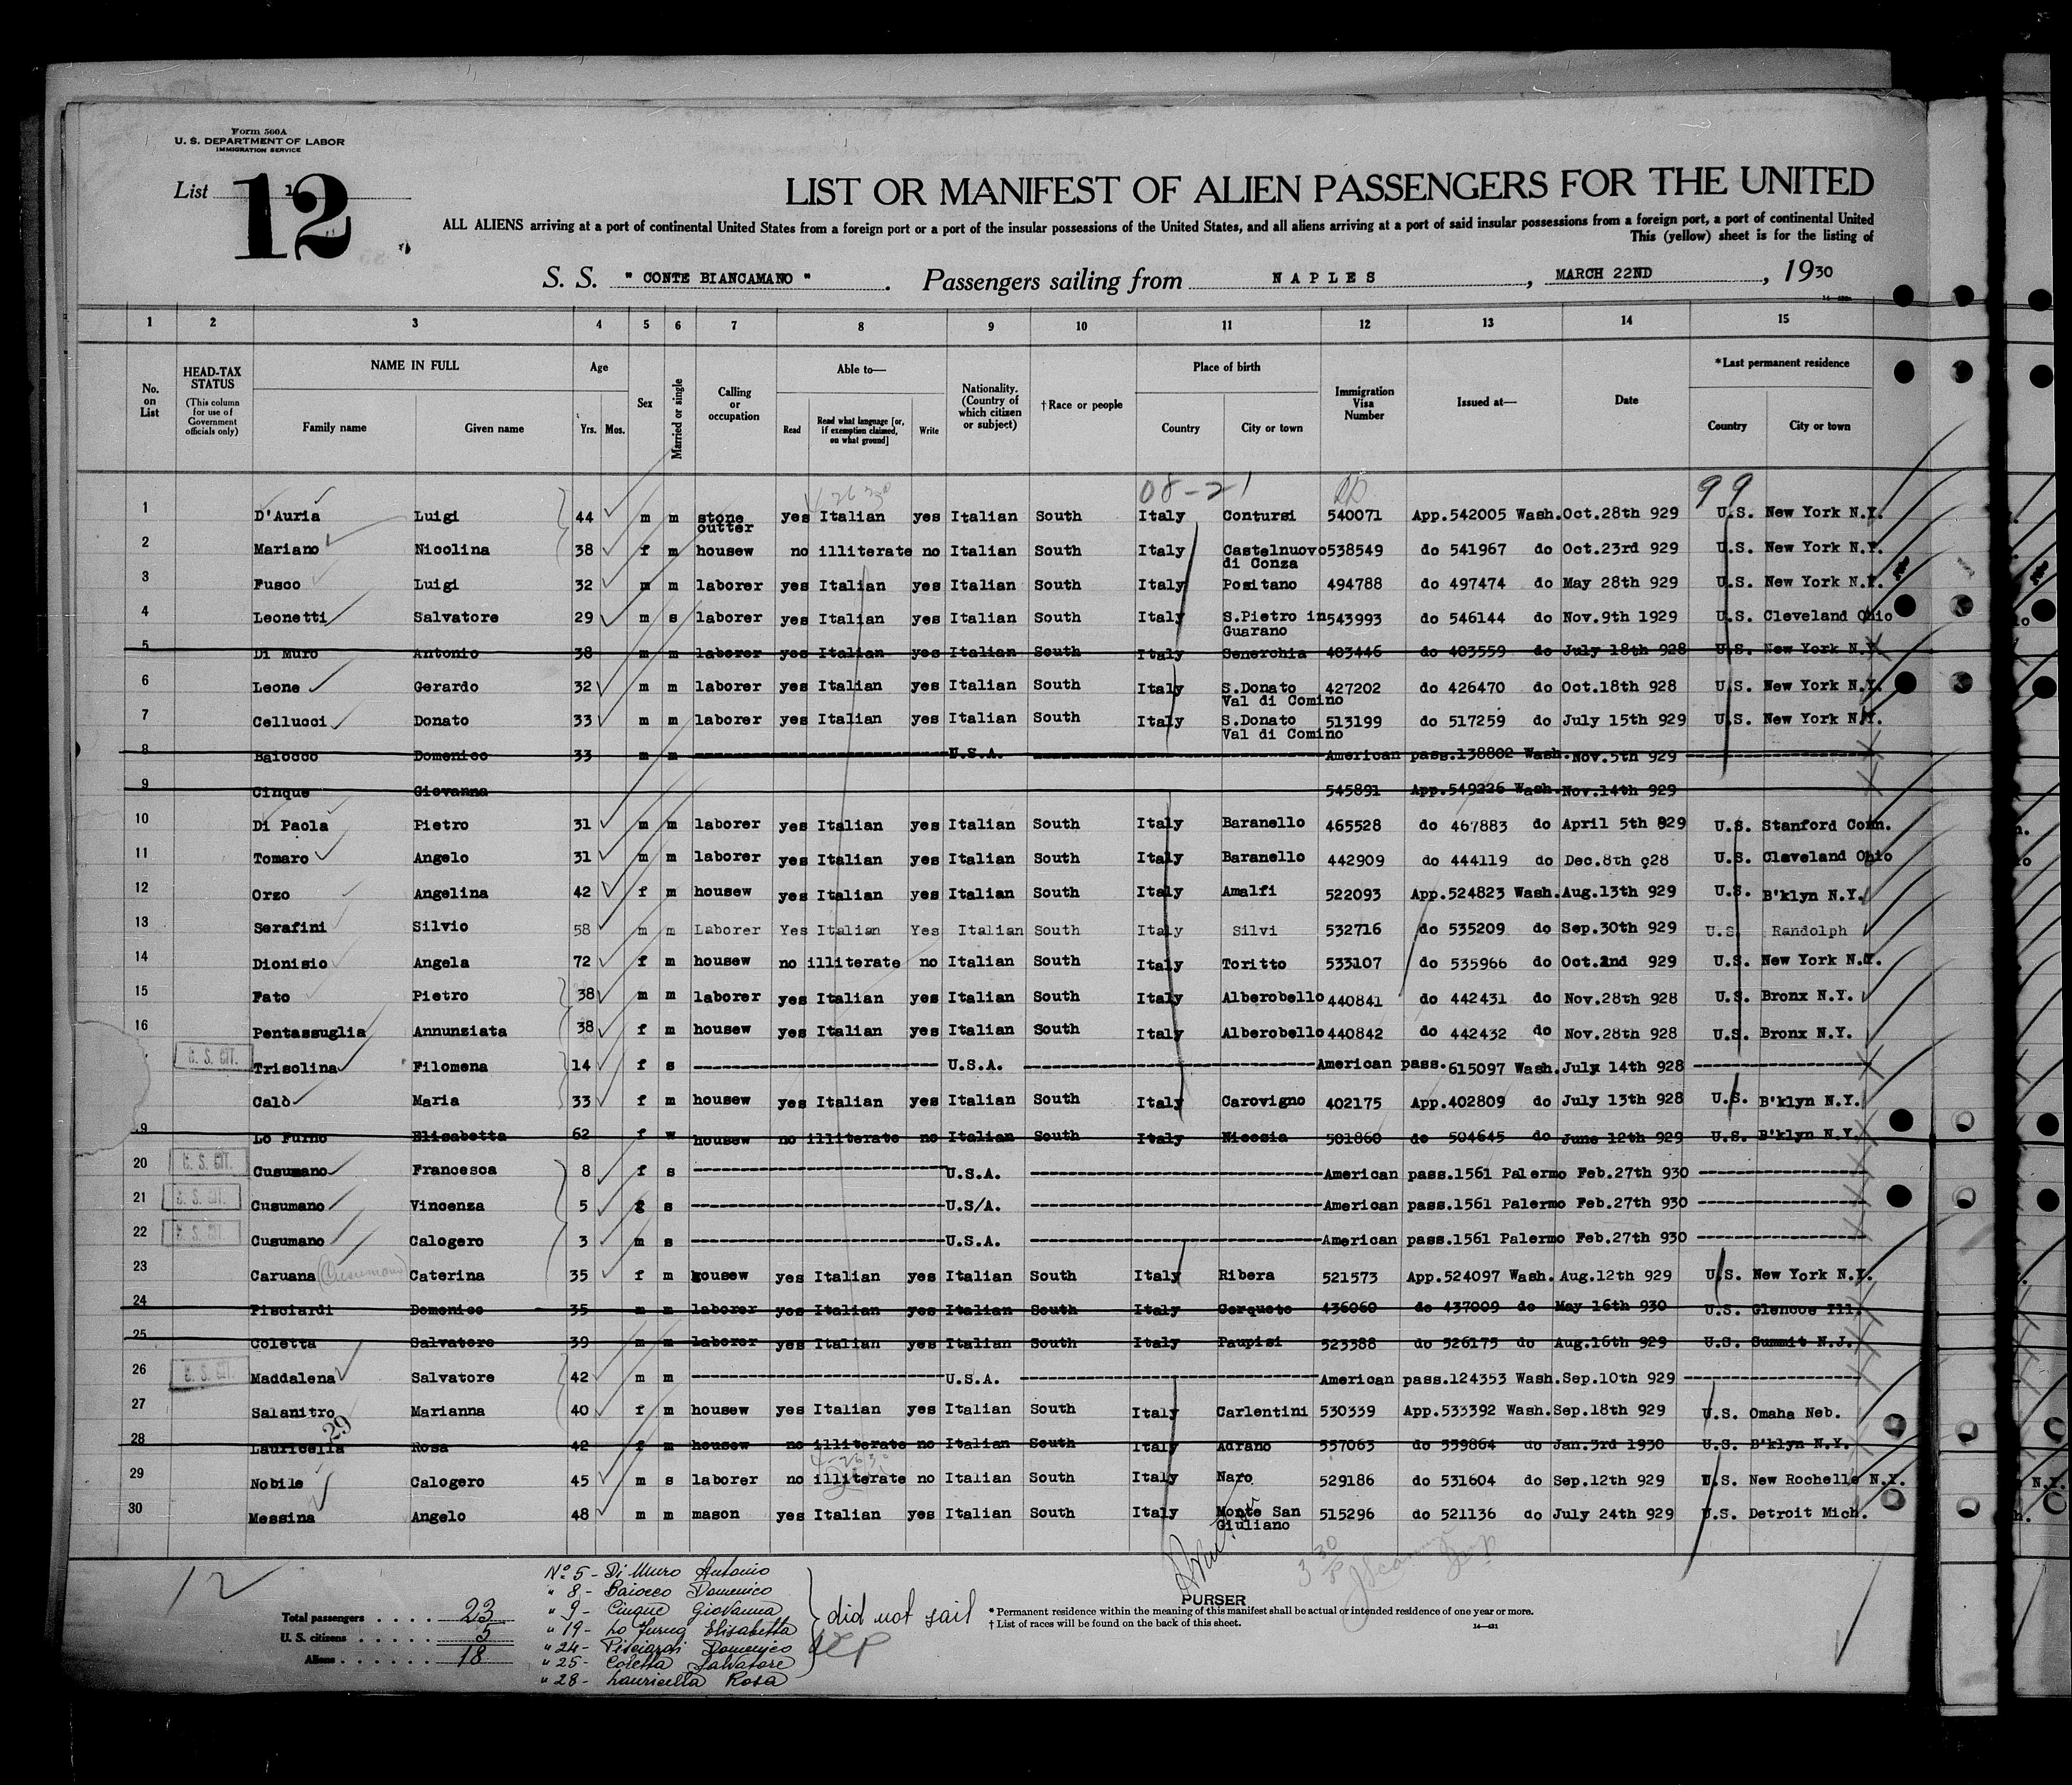 Form 500A
U. S. DEPARTMENT OF LABOR
IMMIGRATION SERVICE
List 12
LIST OR MANIFEST OF ALIEN PASSENGERS FOR THE UNITED
ALL ALIENS arriving at a port of continental United States from a foreign port or a port of the insular possessions of the United States, and all aliens arriving at a port of said insular possessions from a foreign port, a port of continental United
This (yellow) sheet is for the listing of
S. S. " CONTE BIANCAMANO " . Passengers sailing from NAPLES , MARCH 22ND , 1930
1 2 3 4 5 6 7 8 9 10 11 12 13 14 15
No. on List HEAD-TAX STATUS (This column for use of Government officials only) NAME IN FULL Family name Given name Age Yrs. Mos. Sex Married or single Calling or occupation Able to— Read Read what language [or, if exemption claimed, on what ground] Write Nationality. (Country of which citizen or subject) †Race or people Place of birth Country City or town Immigration Visa Number Issued at— Date *Last permanent residence Country City or town
08-21 99
1 D'Auria Luigi 44 m m stone cutter yes Italian yes Italian South Italy Contursi 540071 App.542005 Wash. Oct.28th 929 U.S. New York N.Y.
2 Mariano Nicolina 38 f m housew no illiterate no Italian South Italy Castelnuovo di Conza 538549 do 541967 do Oct.23rd 929 U.S. New York N.Y.
3 Fusco Luigi 32 m m laborer yes Italian yes Italian South Italy Positano 494788 do 497474 do May 28th 929 U.S. New York N.Y.
4 Leonetti Salvatore 29 m s laborer yes Italian yes Italian South Italy S.Pietro in Guarano 543993 do 546144 do Nov.9th 1929 U.S. Cleveland Ohio
5 Di Muro Antonio 38 m m laborer yes Italian yes Italian South Italy Senerchia 403446 do 403559 do July 18th 928 U.S. New York N.Y.
6 Leone Gerardo 32 m m laborer yes Italian yes Italian South Italy S.Donato Val di Comino 427202 do 426470 do Oct.18th 928 U.S. New York N.Y.
7 Cellucci Donato 33 m m laborer yes Italian yes Italian South Italy S.Donato Val di Comino 513199 do 517259 do July 15th 929 U.S. New York N.Y.
8 Baiocco Domenico 33 m m U.S.A. American pass.138802 Wash. Nov.5th 929
9 Cinque Giovanna 545891 App.549226 Wash. Nov.14th 929
10 Di Paola Pietro 31 m m laborer yes Italian yes Italian South Italy Baranello 465528 do 467883 do April 5th 829 U.S. Stanford Conn.
11 Tomaro Angelo 31 m m laborer yes Italian yes Italian South Italy Baranello 442909 do 444119 do Dec.8th 928 U.S. Cleveland Ohio
12 Orzo Angelina 42 f m housew yes Italian yes Italian South Italy Amalfi 522093 App.524823 Wash. Aug.13th 929 U.S. B'klyn N.Y.
13 Serafini Silvio 58 m m Laborer Yes Italian Yes Italian South Italy Silvi 532716 do 535209 do Sep.30th 929 U.S. Randolph
14 Dionisio Angela 72 f m housew no illiterate no Italian South Italy Toritto 533107 do 535966 do Oct.2nd 929 U.S. New York N.Y.
15 Fato Pietro 38 m m laborer yes Italian yes Italian South Italy Alberobello 440841 do 442431 do Nov.28th 928 U.S. Bronx N.Y.
16 Pentassuglia Annunziata 38 f m housew yes Italian yes Italian South Italy Alberobello 440842 do 442432 do Nov.28th 928 U.S. Bronx N.Y.
U. S. CIT. Trisolina Filomena 14 f s U.S.A. American pass.615097 Wash. July 14th 928
Calò Maria 33 f m housew yes Italian yes Italian South Italy Carovigno 402175 App.402809 do July 13th 928 U.S. B'klyn N.Y.
19 Lo Furno Elisabetta 62 f w housew no illiterate no Italian South Italy Nicosia 501860 do 504645 do June 12th 929 U.S. B'klyn N.Y.
20 U. S. CIT. Cusumano Francesca 8 f s U.S.A. American pass.1561 Palermo Feb.27th 930
21 U. S. CIT. Cusumano Vincenza 5 f s U.S/A. American pass.1561 Palermo Feb.27th 930
22 U. S. CIT. Cusumano Calogero 3 m s U.S.A. American pass.1561 Palermo Feb.27th 930
23 Caruana (Cusumano) Caterina 35 f m housew yes Italian yes Italian South Italy Ribera 521573 App.524097 Wash. Aug.12th 929 U.S. New York N.Y.
24 Pisciardi Domenico 35 m m laborer yes Italian yes Italian South Italy Cerqueto 436060 do 437009 do May 16th 930 U.S. Glencoe Ill.
25 Coletta Salvatore 39 m m laborer yes Italian yes Italian South Italy Paupisi 523388 do 526175 do Aug.16th 929 U.S. Summit N.J.
26 U. S. CIT. Maddalena Salvatore 42 m m U.S.A. American pass.124353 Wash. Sep.10th 929
27 Salanitro Marianna 40 f m housew yes Italian yes Italian South Italy Carlentini 530339 App.533392 Wash. Sep.18th 929 U.S. Omaha Neb.
29
28 Lauricella Rosa 42 f m housew no illiterate no Italian South Italy Adrano 557063 do 559864 do Jan.3rd 1930 U.S. B'klyn N.Y.
29 Nobile Calogero 45 m s laborer no illiterate no Italian South Italy Naro 529186 do 531604 do Sep.12th 929 U.S. New Rochelle N.Y.
30 Messina Angelo 48 m m mason yes Italian yes Italian South Italy Monte San Giuliano 515296 do 521136 do July 24th 929 U.S. Detroit Mich.
12
Total passengers 23
U. S. citizens 5
Aliens 18
No 5 - Di Muro Antonio
" 8 - Baiocco Domenico
" 9 - Cinque Giovanna
" 19 - Lo Furno Elisabetta
" 24 - Pisciardi Domenico
" 25 - Coletta Salvatore
" 28 - Lauricella Rosa
did not sail
PURSER
* Permanent residence within the meaning of this manifest shall be actual or intended residence of one year or more.
† List of races will be found on the back of this sheet.
14—421